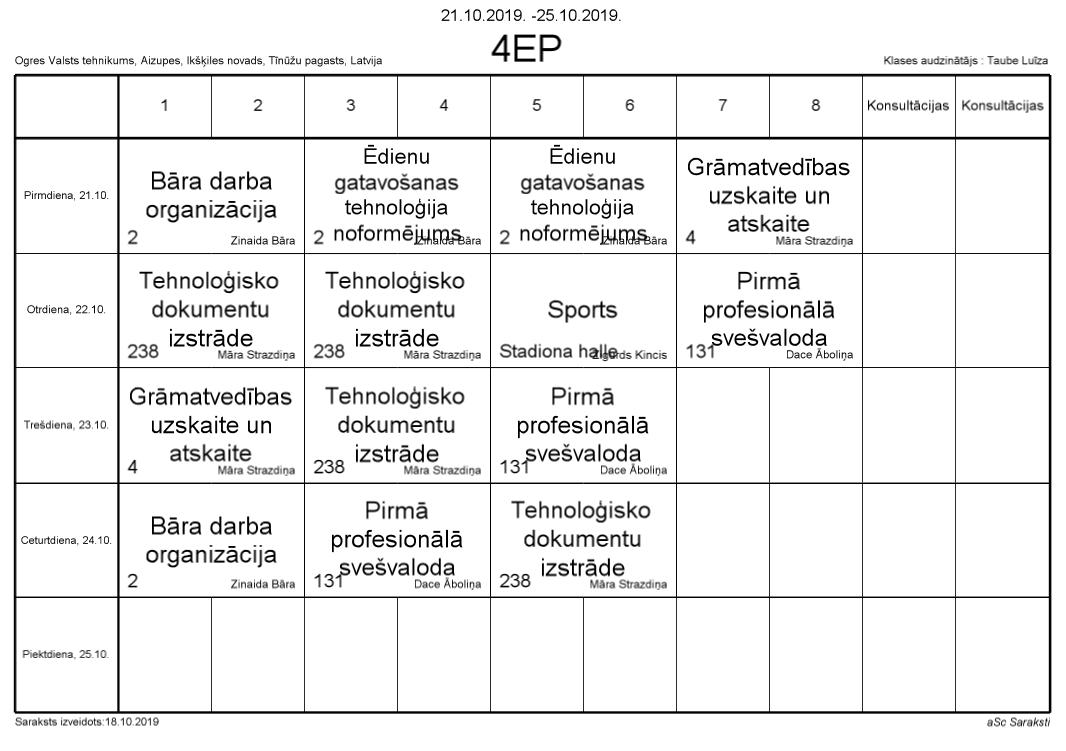 21.10.2019. -25.10.2019.
4EP
Ogres Valsts tehnikums, Aizupes, Ikšķiles novads, Tīnūžu pagasts, Latvija
Klases audzinātājs : Taube Luīza
1 2 3 4 5 6 7 8 Konsultācijas Konsultācijas
Pirmdiena, 21.10.
Bāra darba
organizācija
2 Zinaida Bāra
Ēdienu
gatavošanas
tehnoloģija
noformējums
2 Zinaida Bāra
Ēdienu
gatavošanas
tehnoloģija
noformējums
2 Zinaida Bāra
Grāmatvedības
uzskaite un
atskaite
4 Māra Strazdiņa
Otrdiena, 22.10.
Tehnoloģisko
dokumentu
izstrāde
238 Māra Strazdiņa
Tehnoloģisko
dokumentu
izstrāde
238 Māra Strazdiņa
Sports
Stadiona halle Zigurds Kincis
Pirmā
profesionālā
svešvaloda
131 Dace Āboliņa
Trešdiena, 23.10.
Grāmatvedības
uzskaite un
atskaite
4 Māra Strazdiņa
Tehnoloģisko
dokumentu
izstrāde
238 Māra Strazdiņa
Pirmā
profesionālā
svešvaloda
131 Dace Āboliņa
Ceturtdiena, 24.10.
Bāra darba
organizācija
2 Zinaida Bāra
Pirmā
profesionālā
svešvaloda
131 Dace Āboliņa
Tehnoloģisko
dokumentu
izstrāde
238 Māra Strazdiņa
Piektdiena, 25.10.
Saraksts izveidots:18.10.2019
aSc Saraksti